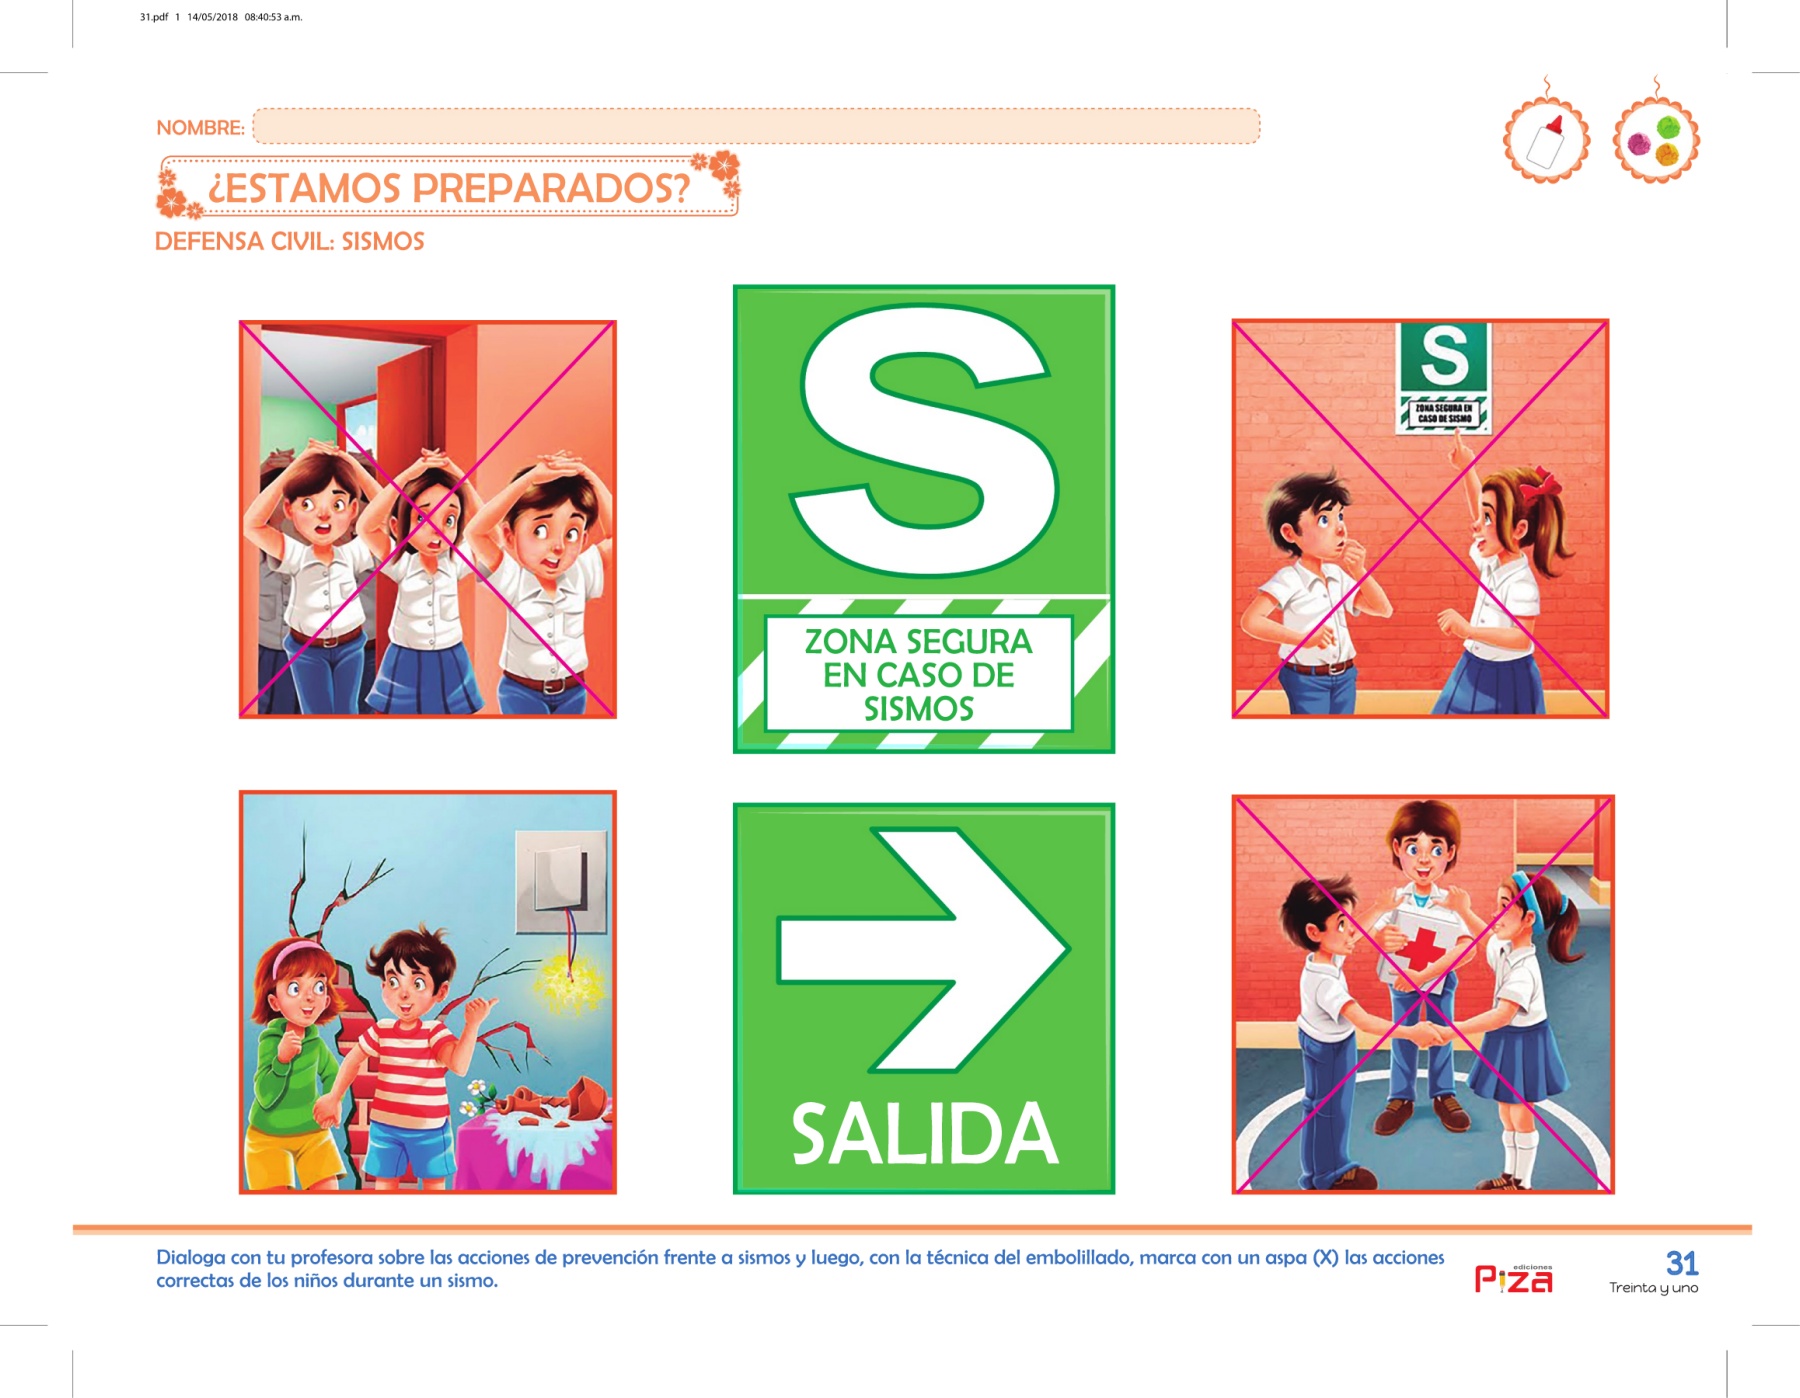 31.pdf 1 14/05/2018 08:40:53 a.m.
NOMBRE:
¿ESTAMOS PREPARADOS?
DEFENSA CIVIL: SISMOS
S
ZONA SEGURA
EN CASO DE
SISMOS
S
ZONA SEGURA EN
CASO DE SISMO
SALIDA
Dialoga con tu profesora sobre las acciones de prevención frente a sismos y luego, con la técnica del embolillado, marca con un aspa (X) las acciones
correctas de los niños durante un sismo.
ediciones
Piza
31
Treinta y uno